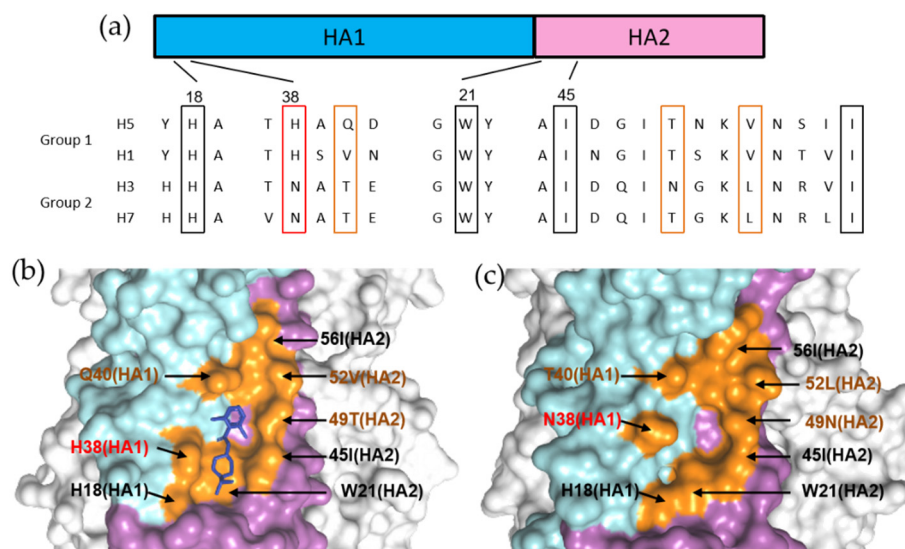 (a)
HA1 HA2
18 38 21 45
H5 Y H A T H A Q D G W Y A I D G I T N K V N S I I
Group 1
H1 Y H A T H S V N G W Y A I N G I T S K V N T V I
H3 H H A T N A T E G W Y A I D Q I N G K L N R V I
Group 2
H7 H H A V N A T E G W Y A I D Q I T G K L N R L I
(b)
56I(HA2)
Q40(HA1) 52V(HA2)
49T(HA2)
H38(HA1) 45I(HA2)
H18(HA1) W21(HA2)
(c)
56I(HA2)
T40(HA1) 52L(HA2)
N38(HA1) 49N(HA2)
45I(HA2)
H18(HA1) W21(HA2)